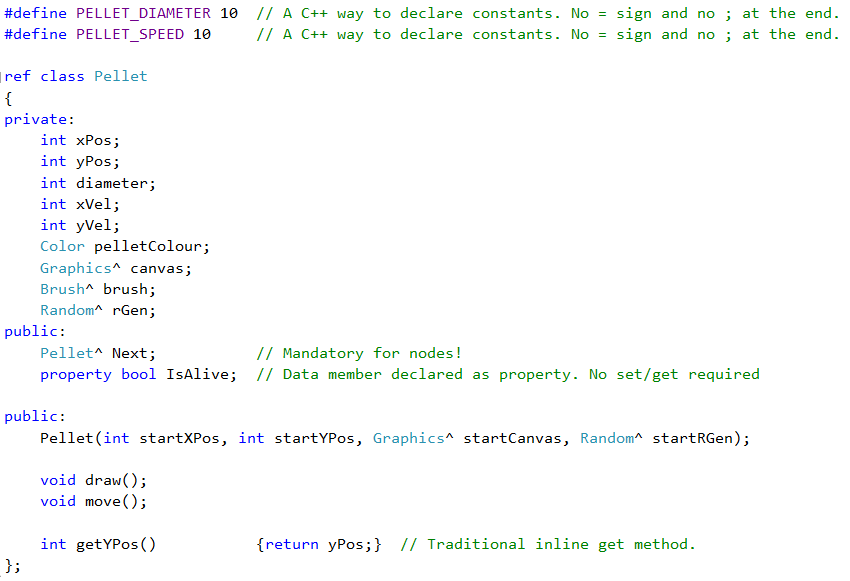 #define PELLET_DIAMETER 10  // A C++ way to declare constants. No = sign and no ; at the end.
#define PELLET_SPEED 10     // A C++ way to declare constants. No = sign and no ; at the end.

ref class Pellet
{
private:
    int xPos;
    int yPos;
    int diameter;
    int xVel;
    int yVel;
    Color pelletColour;
    Graphics^ canvas;
    Brush^ brush;
    Random^ rGen;
public:
    Pellet^ Next;           // Mandatory for nodes!
    property bool IsAlive;  // Data member declared as property. No set/get required

public:
    Pellet(int startXPos, int startYPos, Graphics^ startCanvas, Random^ startRGen);

    void draw();
    void move();

    int getYPos()           {return yPos;}  // Traditional inline get method.
};